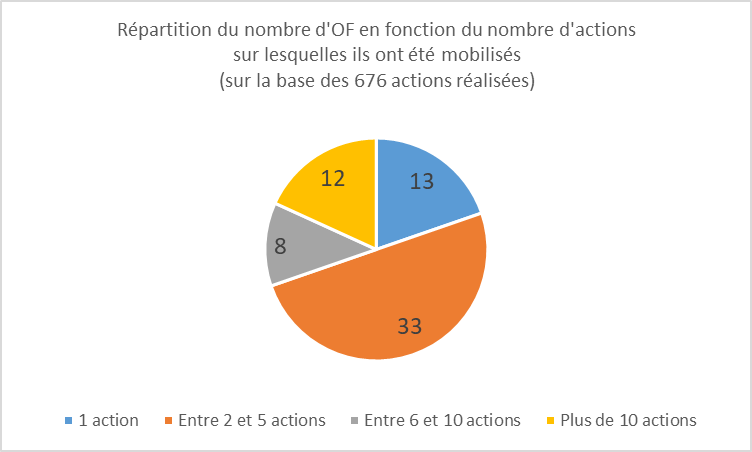 Répartition du nombre d'OF en fonction du nombre d'actions
sur lesquelles ils ont été mobilisés
(sur la base des 676 actions réalisées)
12
13
8
33
1 action
Entre 2 et 5 actions
Entre 6 et 10 actions
Plus de 10 actions